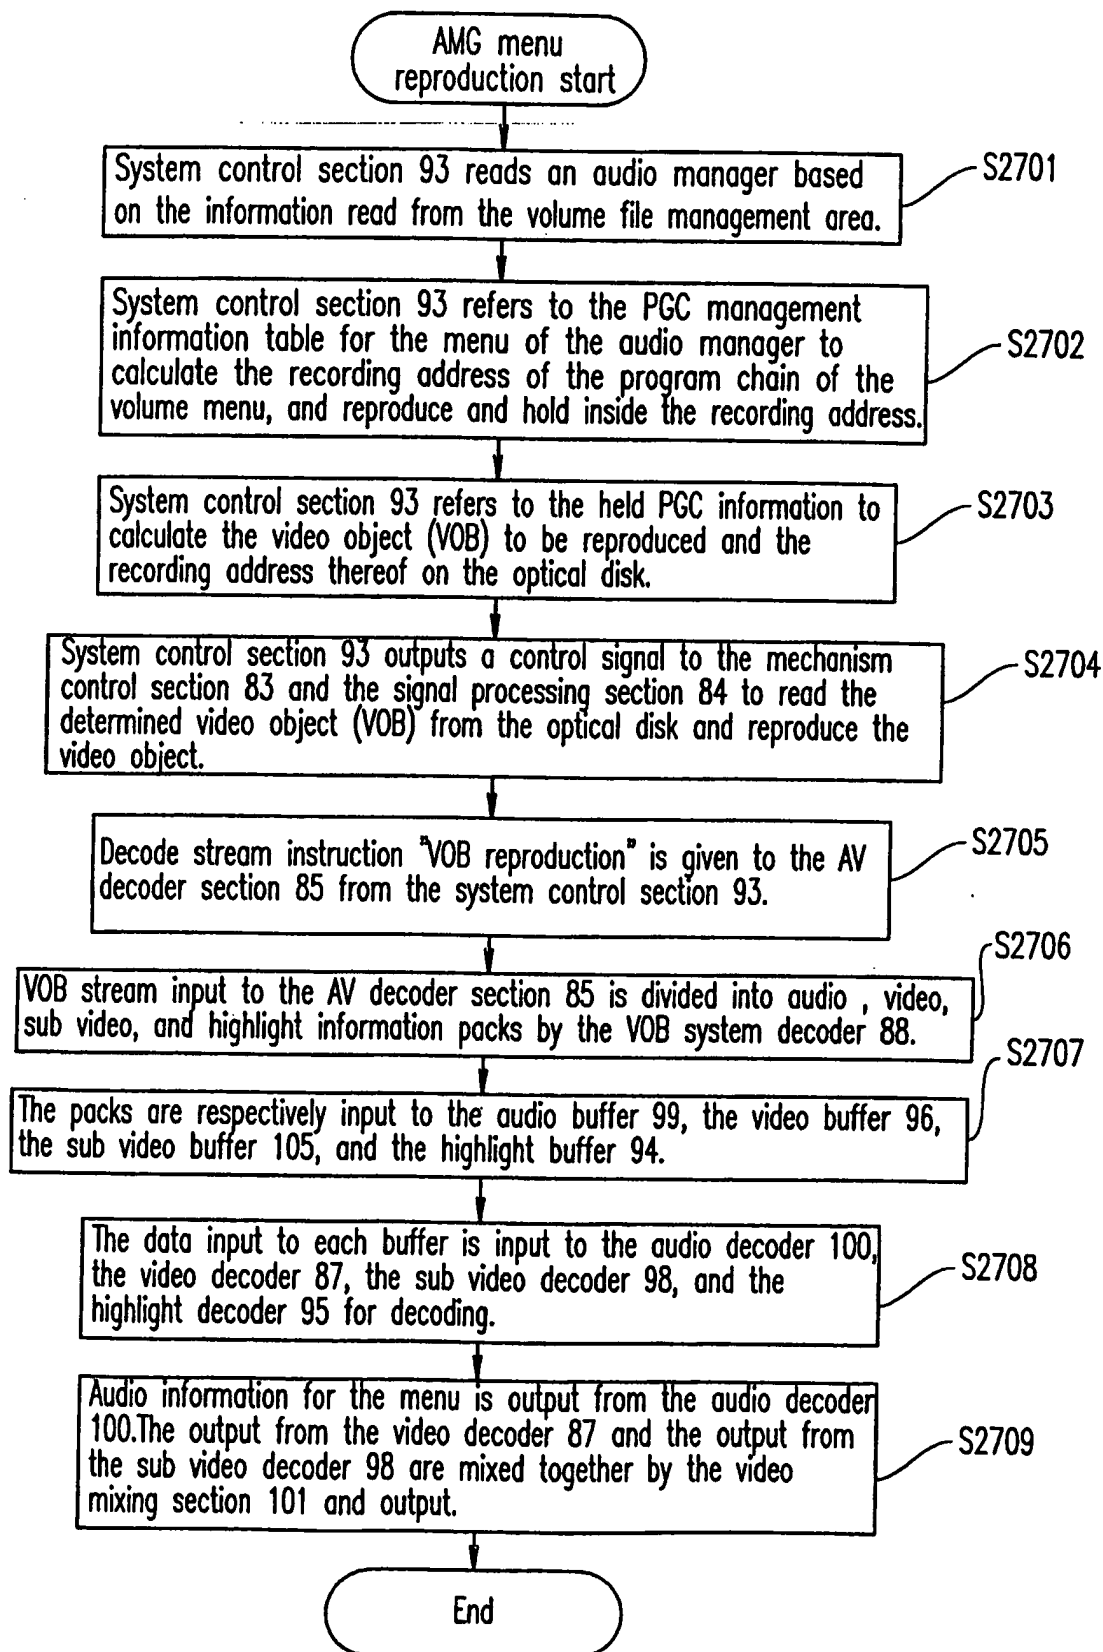 AMG menu
reproduction start
System control section 93 reads an audio manager based
on the information read from the volume file management area.
S2701
System control section 93 refers to the PGC management
information table for the menu of the audio manager to
calculate the recording address of the program chain of the
volume menu, and reproduce and hold inside the recording address.
S2702
System control section 93 refers to the held PGC information to
calculate the video object (VOB) to be reproduced and the
recording address thereof on the optical disk.
S2703
System control section 93 outputs a control signal to the mechanism
control section 83 and the signal processing section 84 to read the
determined video object (VOB) from the optical disk and reproduce the
video object.
S2704
Decode stream instruction "VOB reproduction" is given to the AV
decoder section 85 from the system control section 93.
S2705
VOB stream input to the AV decoder section 85 is divided into audio , video,
sub video, and highlight information packs by the VOB system decoder 88.
S2706
The packs are respectively input to the audio buffer 99, the video buffer 96,
the sub video buffer 105, and the highlight buffer 94.
S2707
The data input to each buffer is input to the audio decoder 100,
the video decoder 87, the sub video decoder 98, and the
highlight decoder 95 for decoding.
S2708
Audio information for the menu is output from the audio decoder
100.The output from the video decoder 87 and the output from
the sub video decoder 98 are mixed together by the video
mixing section 101 and output.
S2709
End